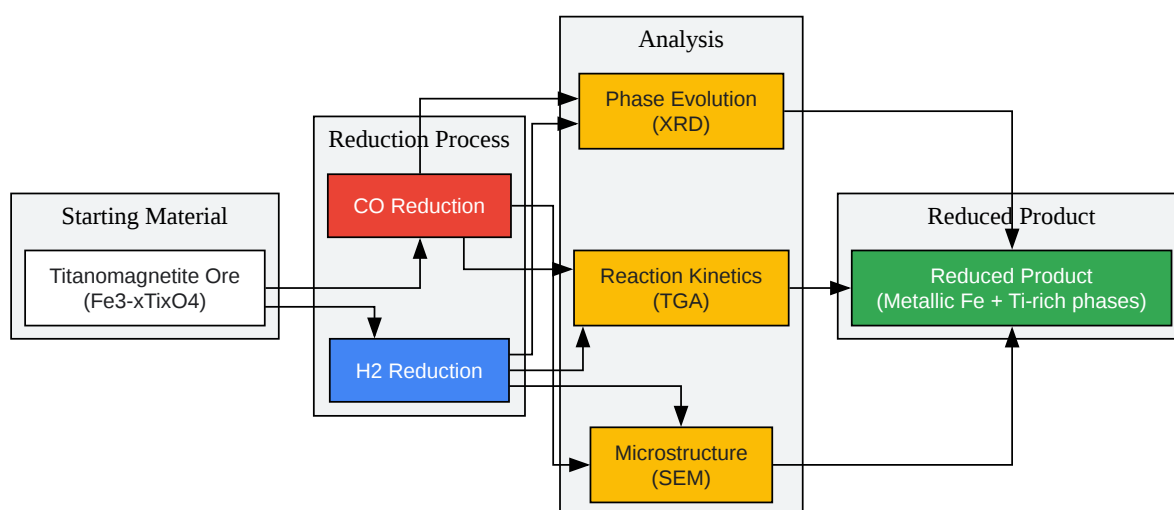 Starting Material
Titanomagnetite Ore
(Fe3-xTixO4)
Reduction Process
CO Reduction
H2 Reduction
Analysis
Phase Evolution
(XRD)
Reaction Kinetics
(TGA)
Microstructure
(SEM)
Reduced Product
Reduced Product
(Metallic Fe + Ti-rich phases)